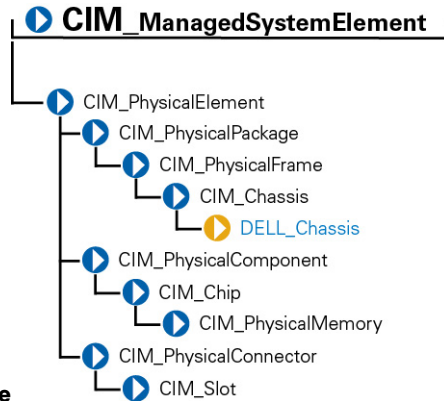 CIM_ManagedSystemElement
CIM_PhysicalElement
CIM_PhysicalPackage
CIM_PhysicalFrame
CIM_Chassis
DELL_Chassis
CIM_PhysicalComponent
CIM_Chip
CIM_PhysicalMemory
CIM_PhysicalConnector
e CIM_Slot